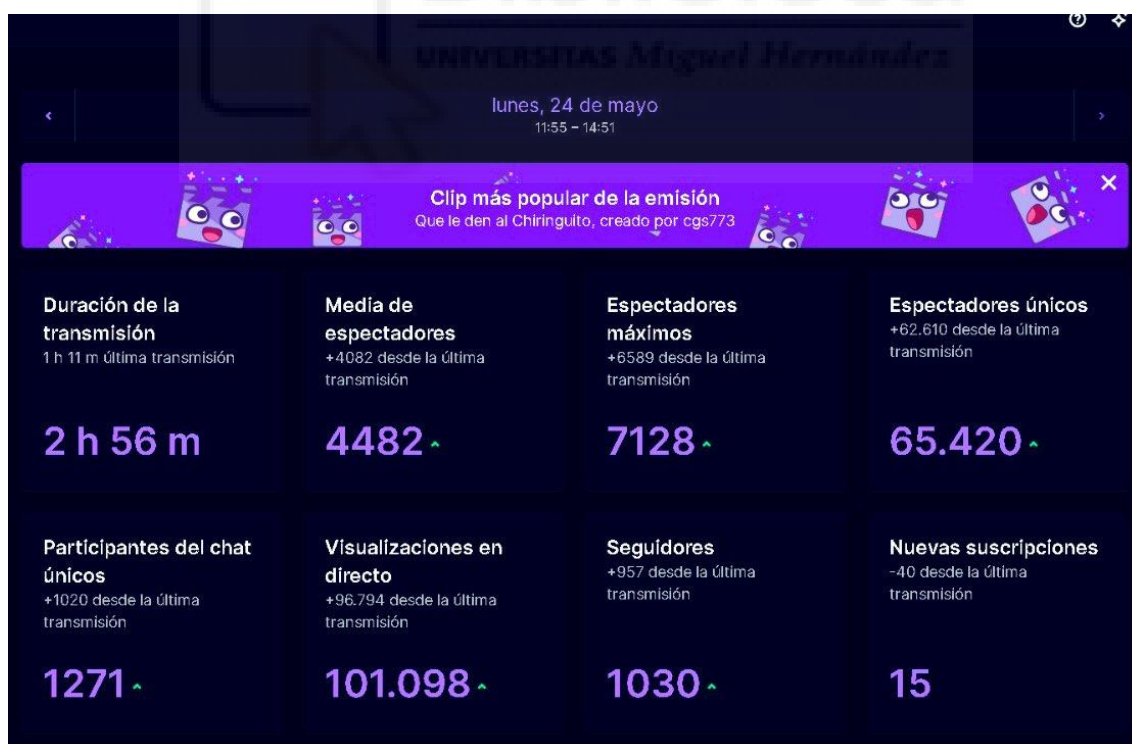 UNIVERSITAS Miguel Hernández
lunes, 24 de mayo
11:55 – 14:51
Clip más popular de la emisión
Que le den al Chiringuito, creado por cgs773
Duración de la
transmisión
1 h 11 m última transmisión
2 h 56 m
Media de
espectadores
+4082 desde la última
transmisión
4482
Espectadores
máximos
+6589 desde la última
transmisión
7128
Espectadores únicos
+62.610 desde la última
transmisión
65.420
Participantes del chat
únicos
+1020 desde la última
transmisión
1271
Visualizaciones en
directo
+96.794 desde la última
transmisión
101.098
Seguidores
+957 desde la última
transmisión
1030
Nuevas suscripciones
-40 desde la última
transmisión
15